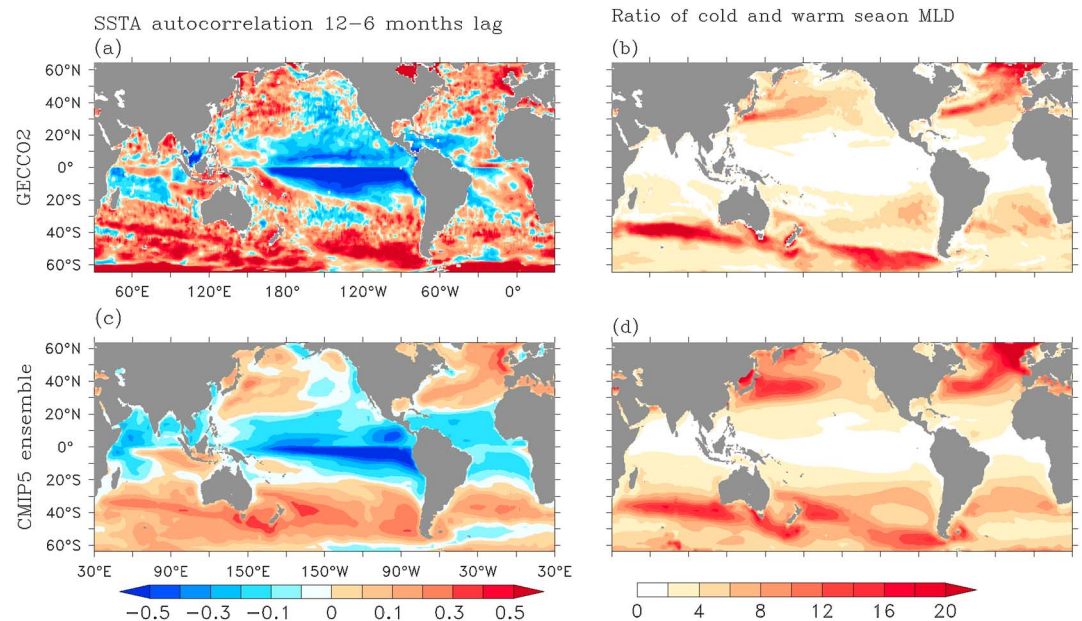 SSTA autocorrelation 12−6 months lag
Ratio of cold and warm seaon MLD
(a)
(b)
60°N
40°N
20°N
0°
20°S
40°S
60°S
GECCO2
60°E 120°E 180° 120°W 60°W 0°
(c)
(d)
60°N
40°N
20°N
0°
20°S
40°S
60°S
CMIP5 ensemble
30°E 90°E 150°E 150°W 90°W 30°W 30°E
−0.5 −0.3 −0.1 0 0.1 0.3 0.5
0 4 8 12 16 20